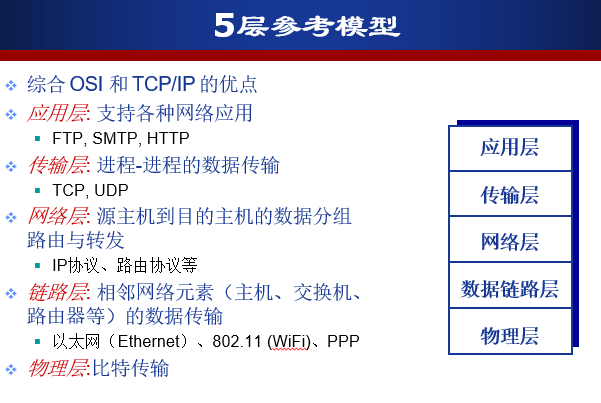 5层参考模型
综合 OSI 和 TCP/IP 的优点
应用层: 支持各种网络应用
FTP, SMTP, HTTP
传输层: 进程-进程的数据传输
TCP, UDP
网络层: 源主机到目的主机的数据分组
路由与转发
IP协议、路由协议等
链路层: 相邻网络元素（主机、交换机、
路由器等）的数据传输
以太网（Ethernet）、802.11 (WiFi)、PPP
物理层:比特传输
应用层
传输层
网络层
数据链路层
物理层